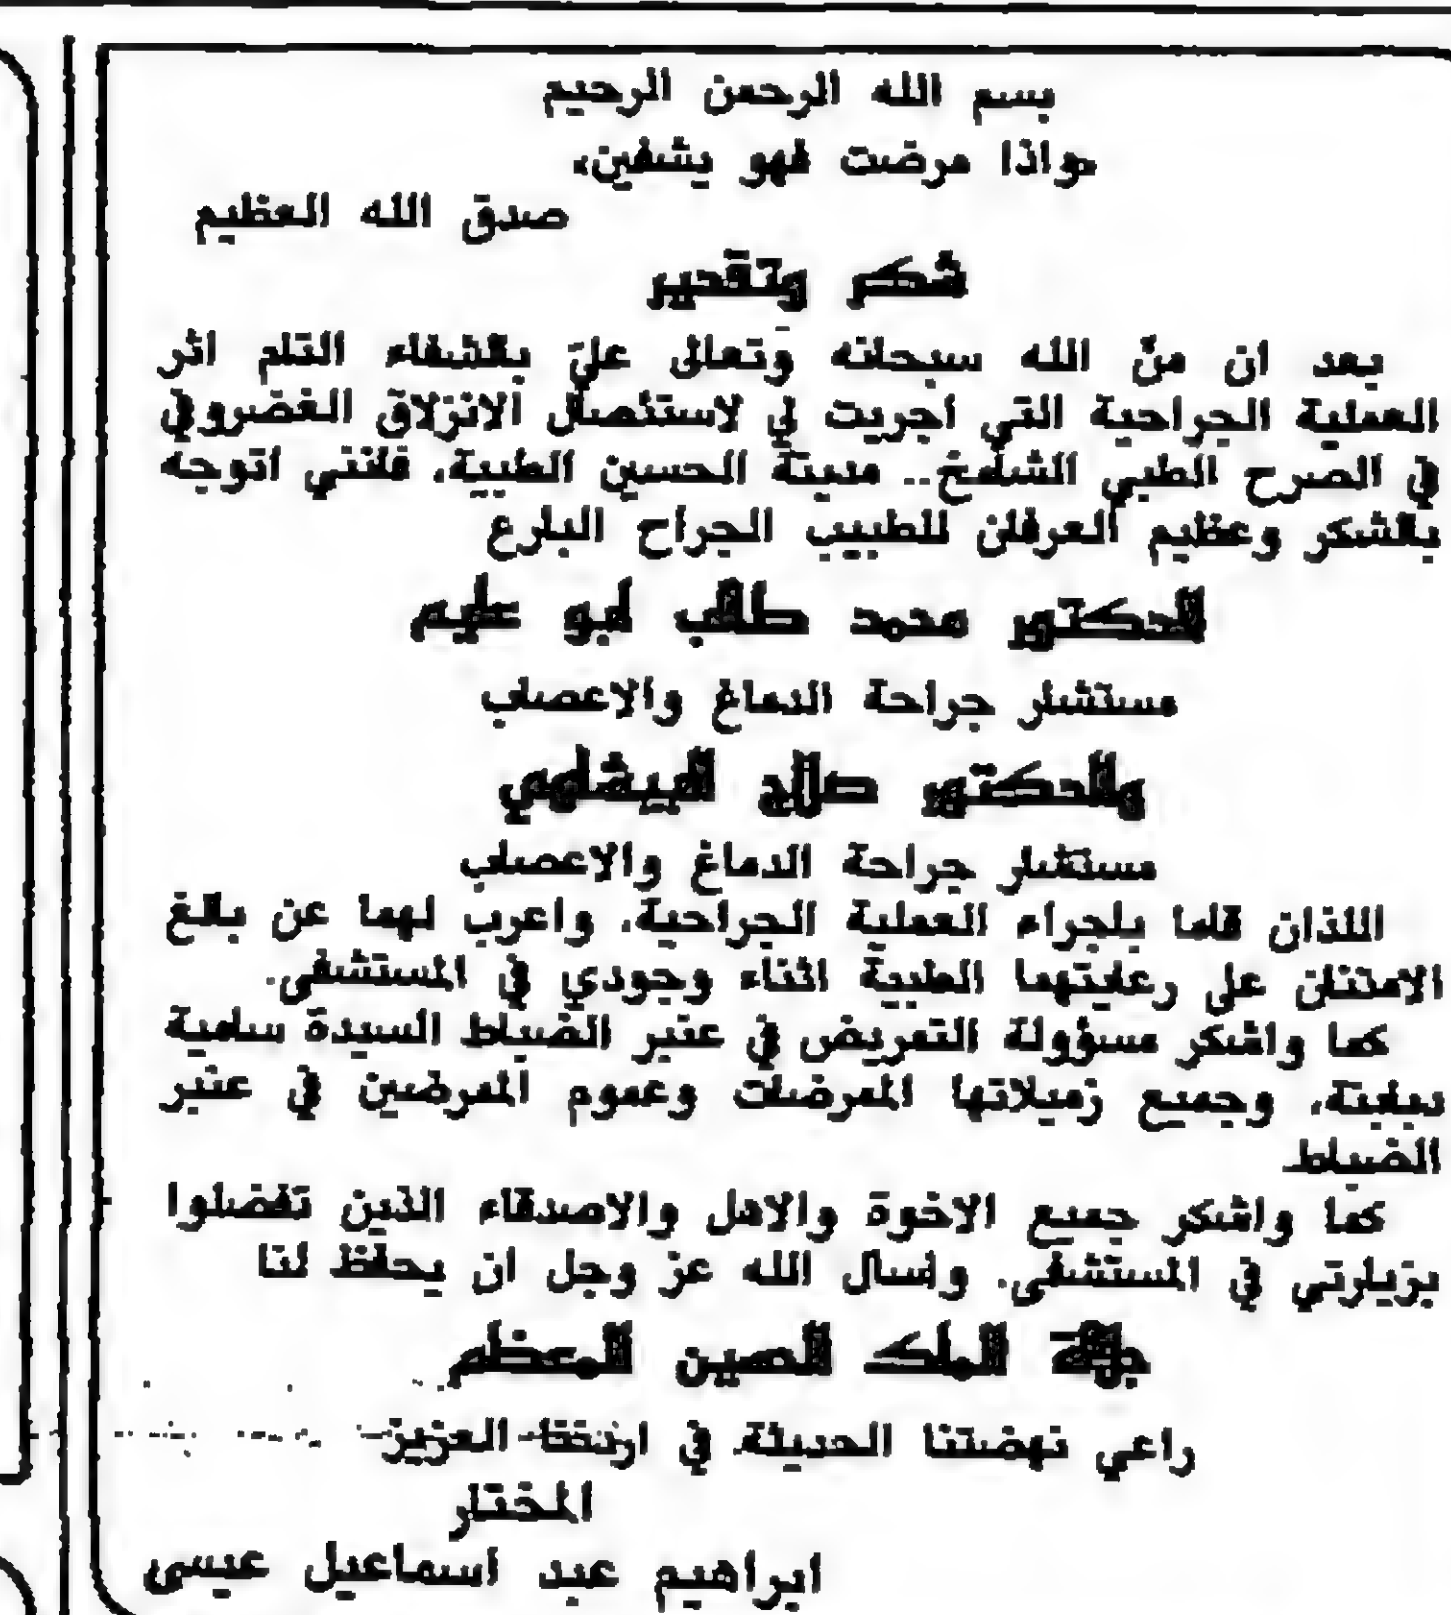 بسم الله الرحمن الرحيم
«واذا مرضت فهو يشفين»
صدق الله العظيم
شكر وتقدير
بعد ان منّ الله سبحانه وتعالى عليّ بالشفاء التام اثر
العملية الجراحية التي اجريت لي لاستئصال الانزلاق الغضروفي
في الصرح الطبي الشامخ.. مدينة الحسين الطبية، فانني اتوجه
بالشكر وعظيم العرفان للطبيب الجراح البارع
الدكتور محمد طالب ابو عليم
مستشار جراحة الدماغ والاعصاب
والدكتور صالح
مستشار جراحة الدماغ والاعصاب
اللذان قاما باجراء العملية الجراحية، واعرب لهما عن بالغ
الامتنان على رعايتهما الطبية اثناء وجودي في المستشفى.
كما واشكر مسؤولة التمريض في عنبر الضباط السيدة سامية
دبابنة، وجميع زميلاتها الممرضات وعموم الممرضين في عنبر
الضباط
كما واشكر جميع الاخوة والاهل والاصدقاء الذين تفضلوا
بزيارتي في المستشفى. واسال الله عز وجل ان يحفظ لنا
جلالة الملك الحسين المعظم
راعي نهضتنا الحديثة في اردننا العزيز
المختار
ابراهيم عبد اسماعيل عيسى